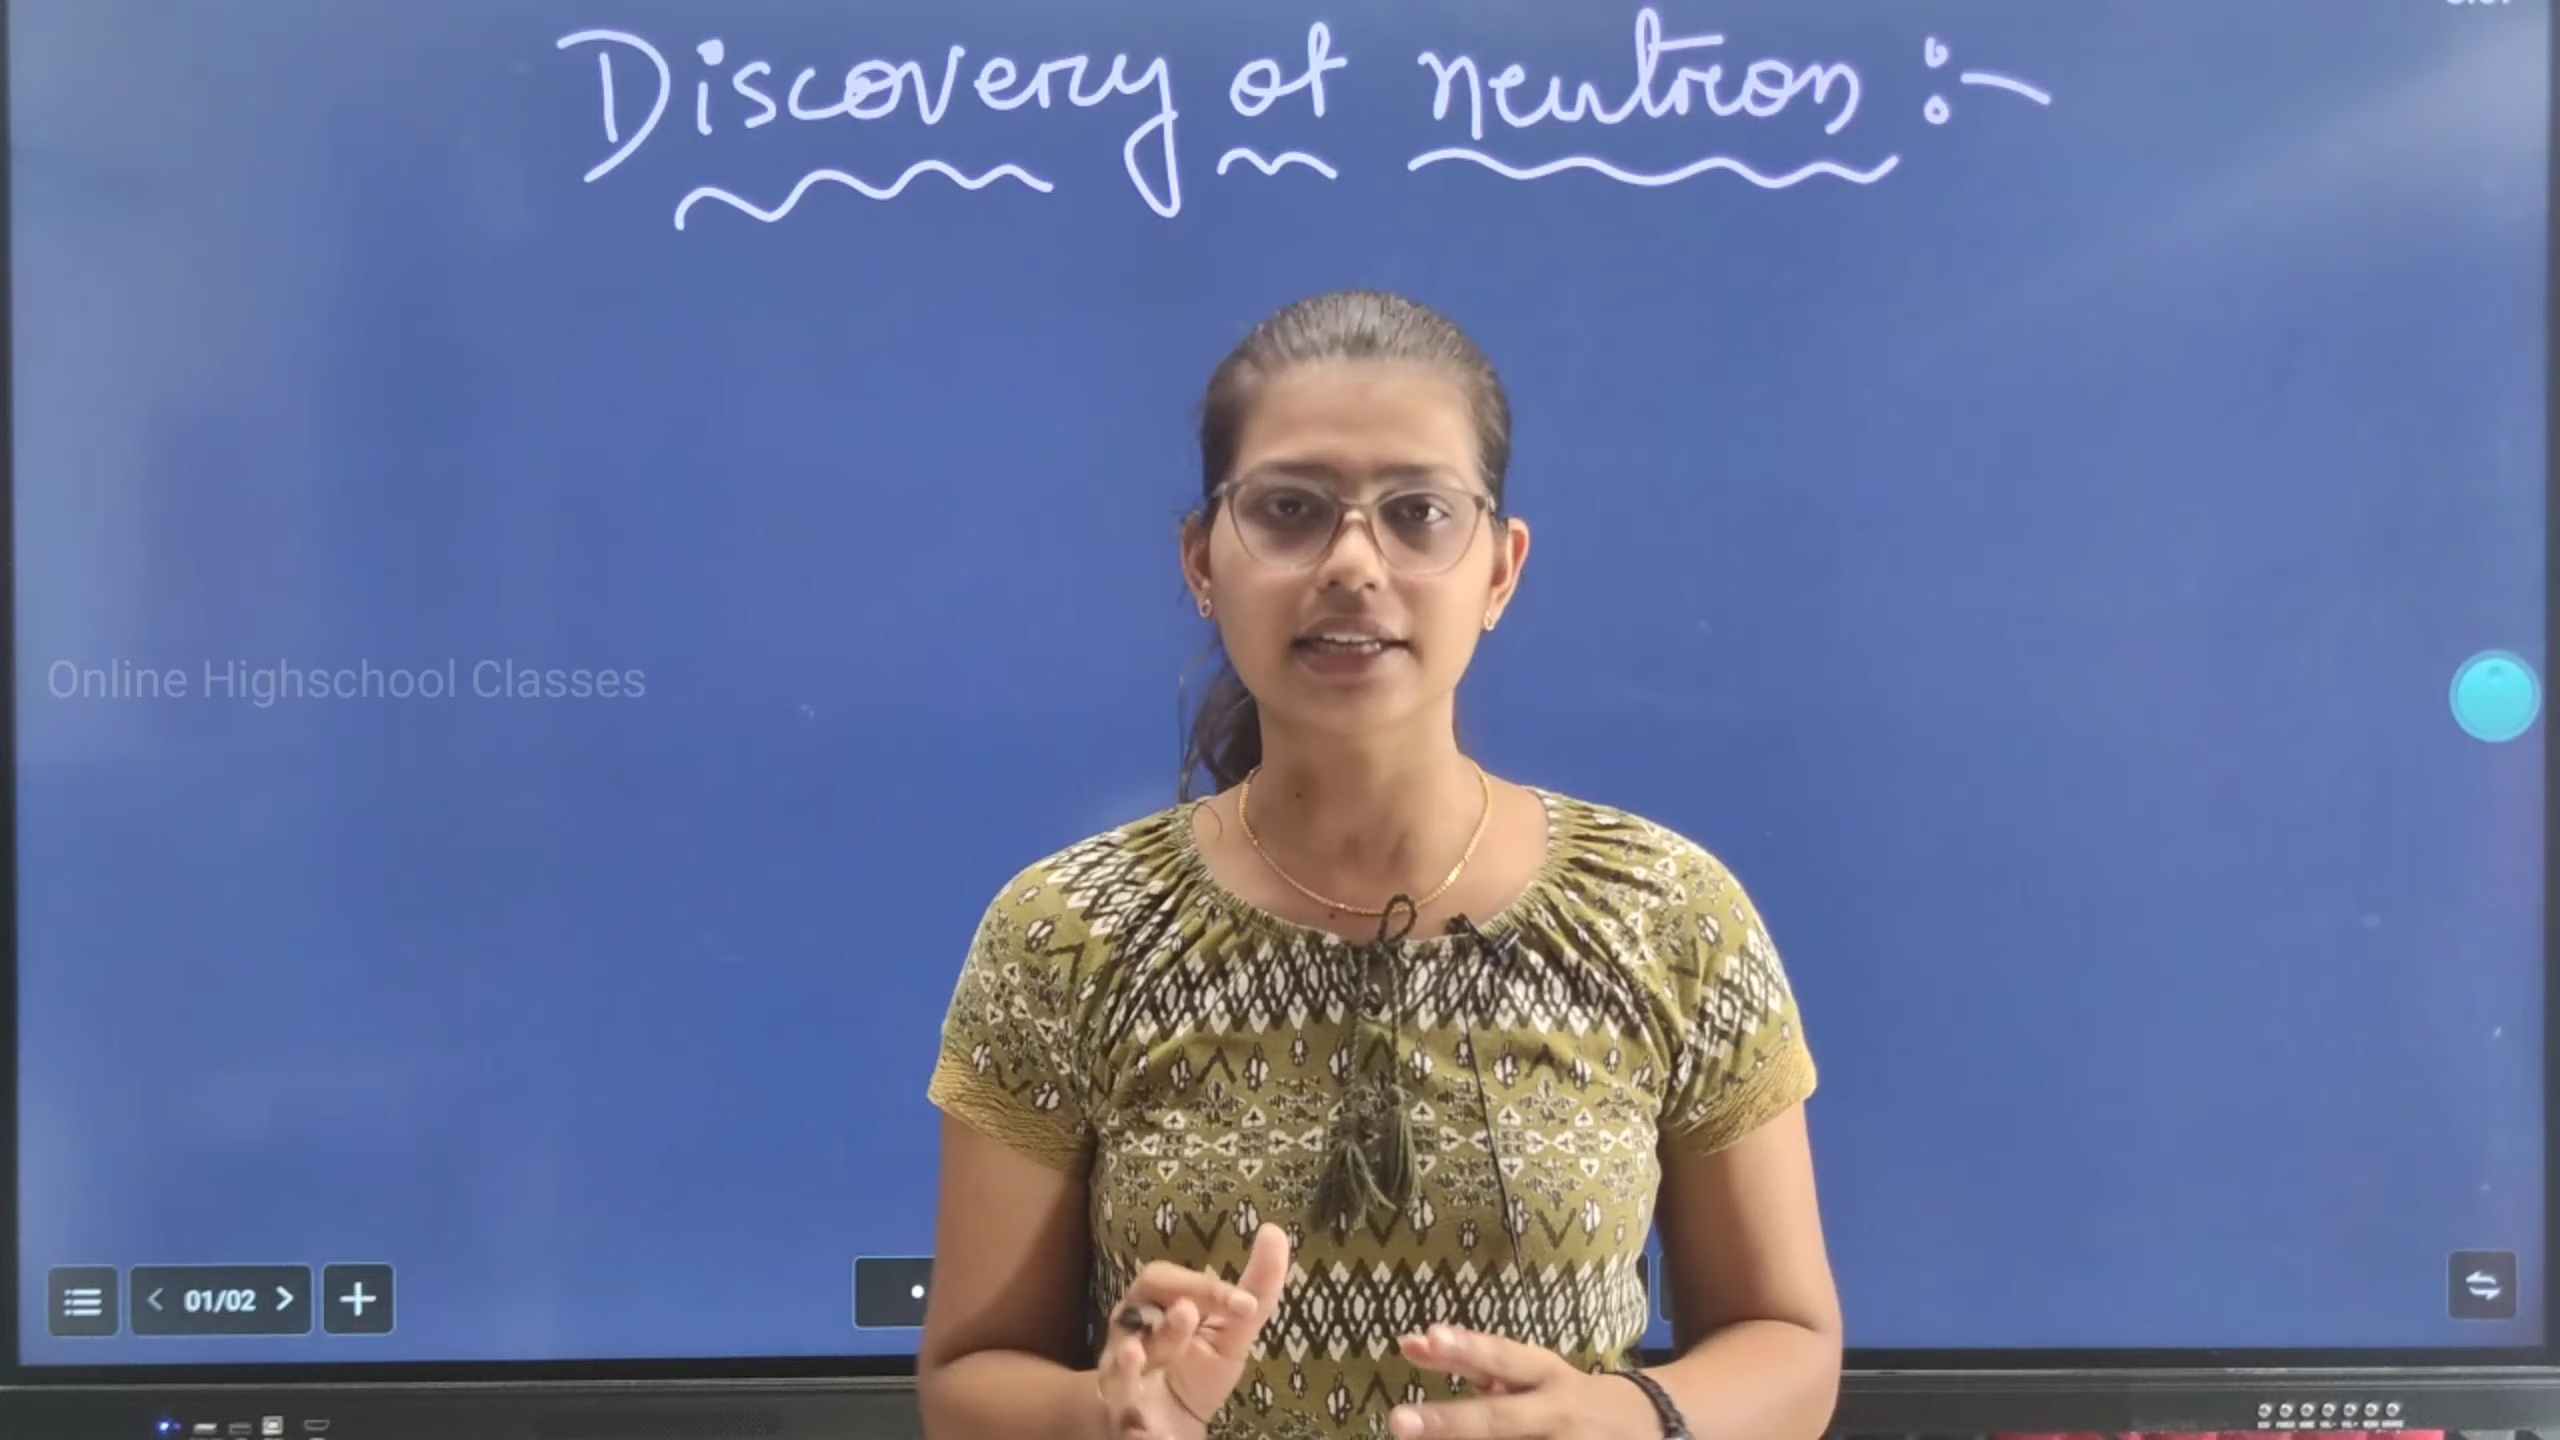 Discovery of neutron :-
Online Highschool Classes
01/02